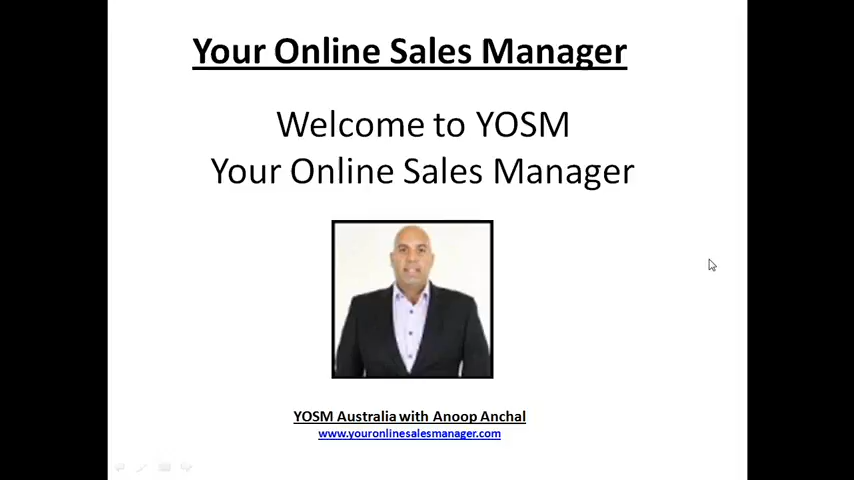 Your Online Sales Manager
Welcome to YOSM
Your Online Sales Manager
YOSM Australia with Anoop Anchal
www.youronlinesalesmanager.com